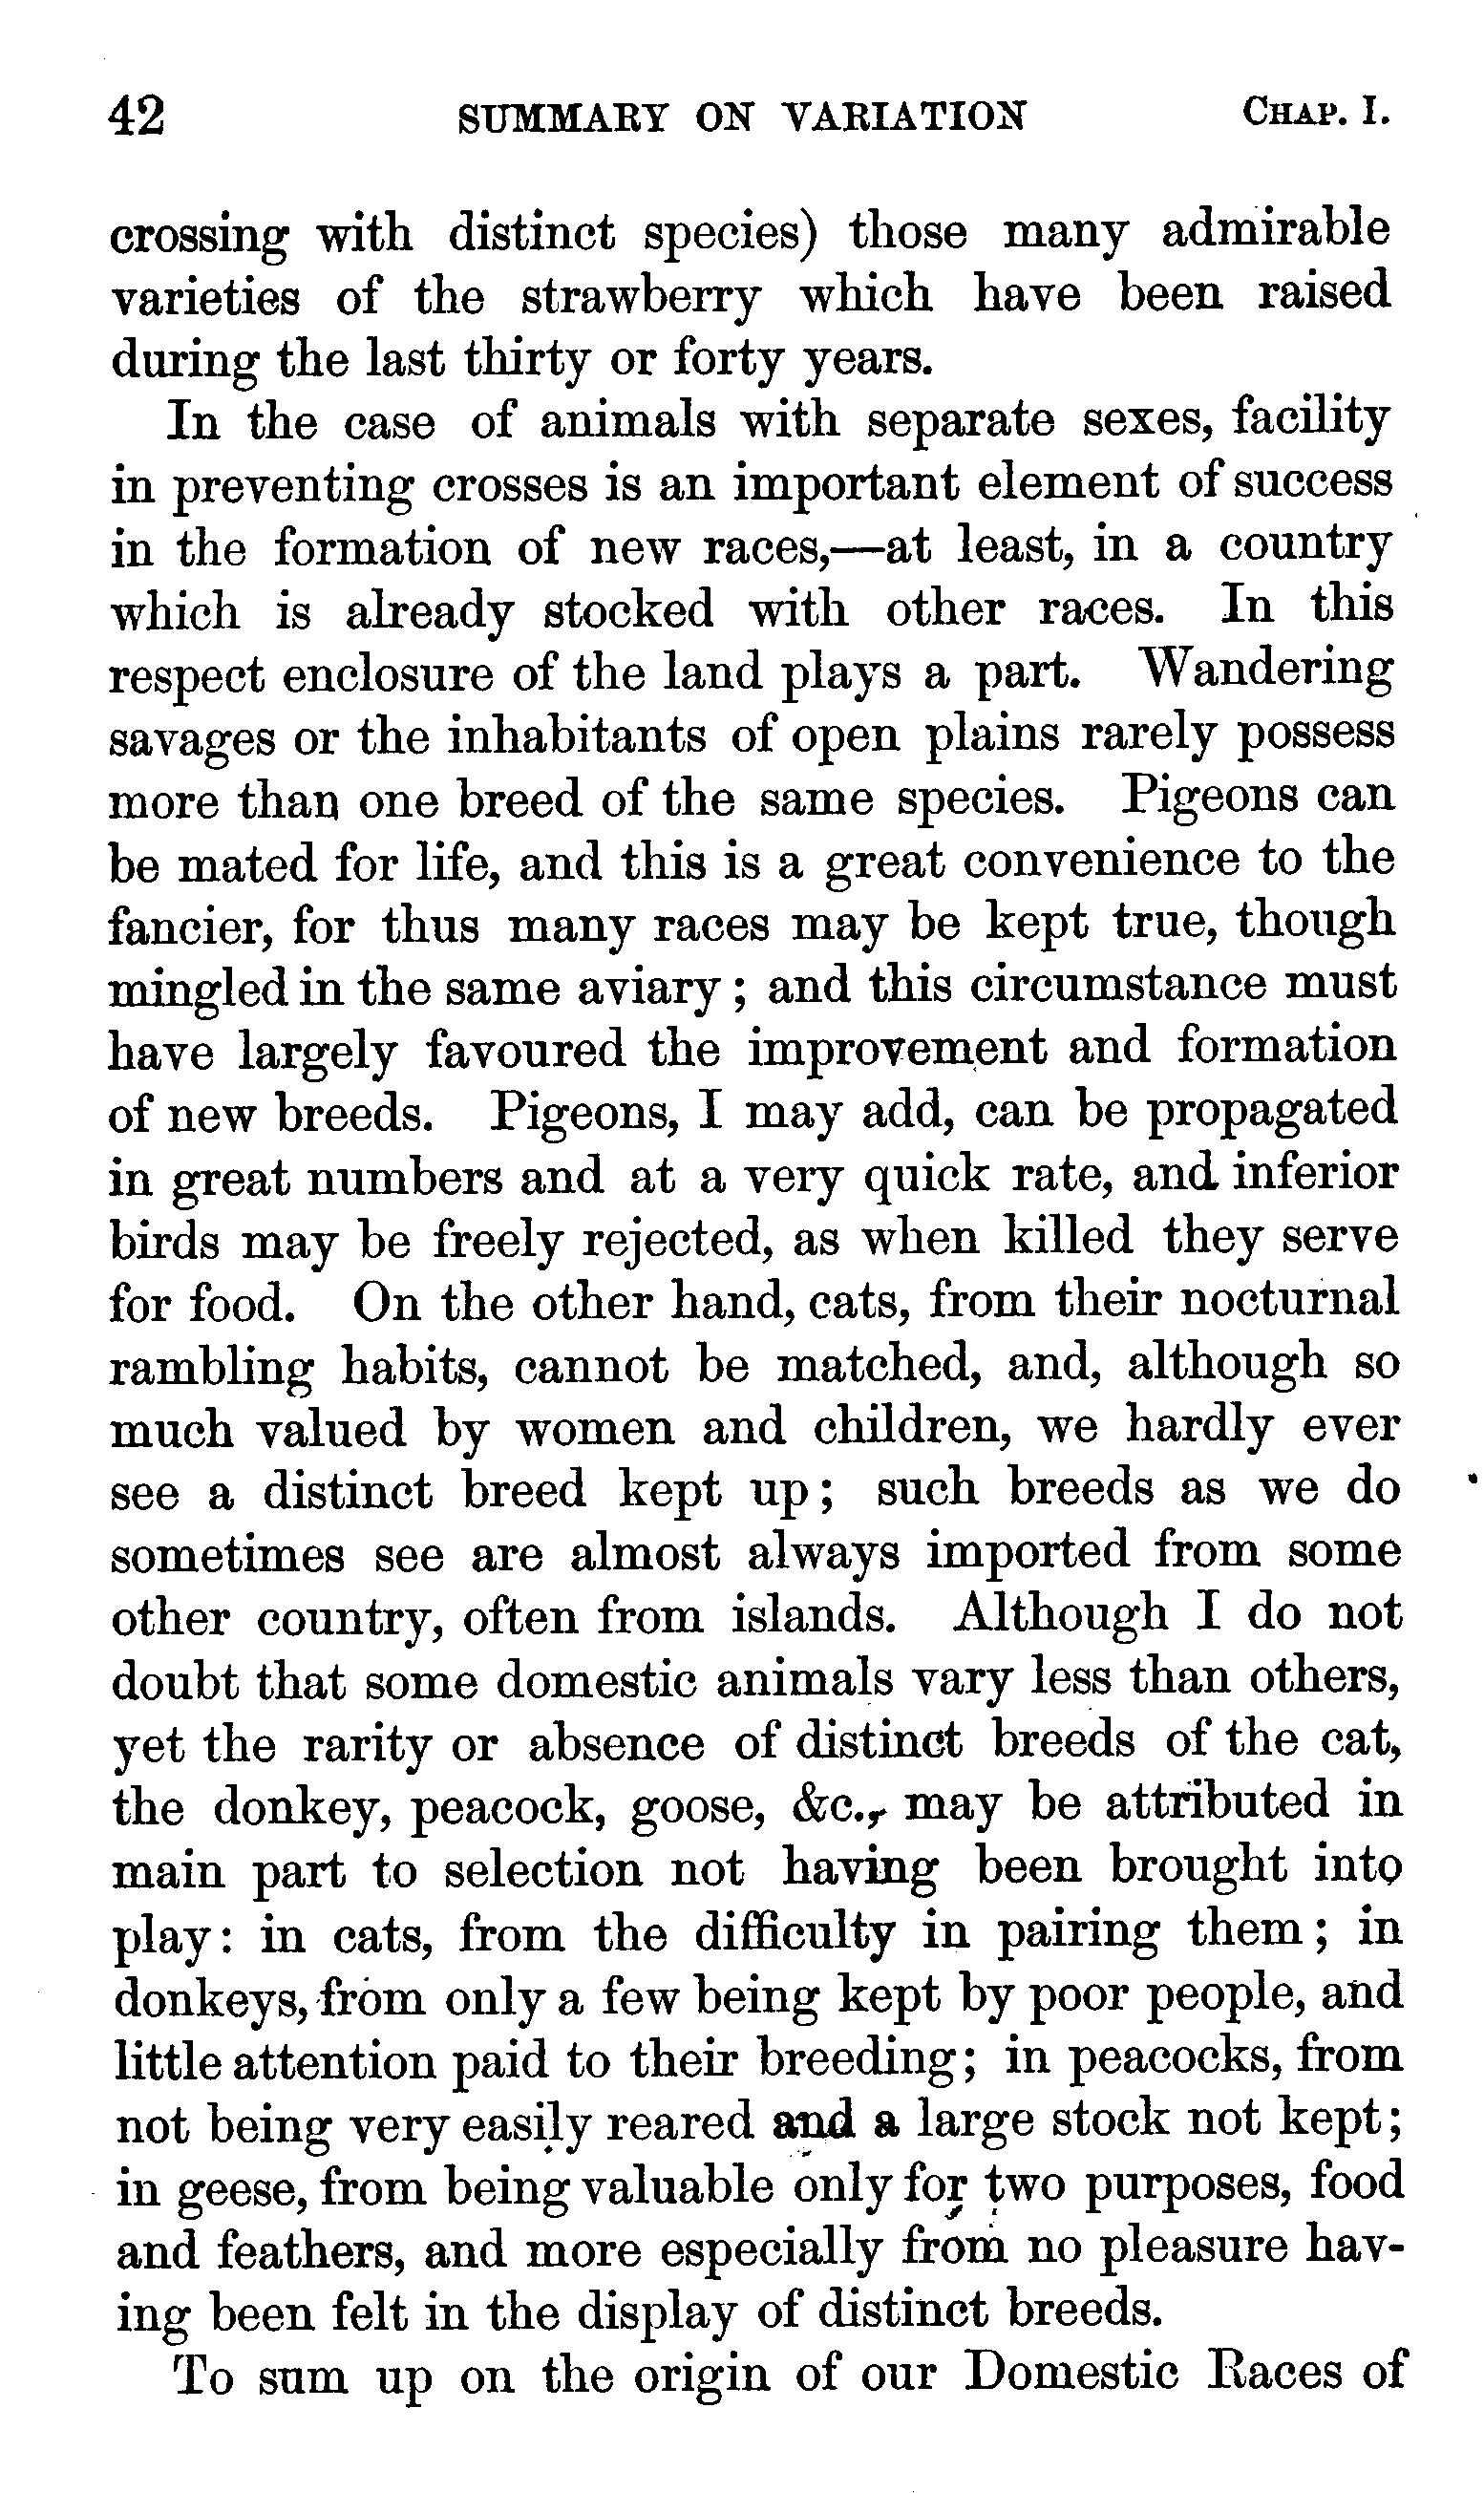 42 SUMMARY ON VARIATION CHAP. I.
crossing with distinct species) those many admirable
varieties of the strawberry which have been raised
during the last thirty or forty years.
In the case of animals with separate sexes, facility
in preventing crosses is an important element of success
in the formation of new races,—at least, in a country
which is already stocked with other races. In this
respect enclosure of the land plays a part. Wandering
savages or the inhabitants of open plains rarely possess
more than one breed of the same species. Pigeons can
be mated for life, and this is a great convenience to the
fancier, for thus many races may be kept true, though
mingled in the same aviary; and this circumstance must
have largely favoured the improvement and formation
of new breeds. Pigeons, I may add, can be propagated
in great numbers and at a very quick rate, and inferior
birds may be freely rejected, as when killed they serve
for food. On the other hand, cats, from their nocturnal
rambling habits, cannot be matched, and, although so
much valued by women and children, we hardly ever
see a distinct breed kept up; such breeds as we do
sometimes see are almost always imported from some
other country, often from islands. Although I do not
doubt that some domestic animals vary less than others,
yet the rarity or absence of distinct breeds of the cat,
the donkey, peacock, goose, &c., may be attributed in
main part to selection not having been brought into
play: in cats, from the difficulty in pairing them; in
donkeys, from only a few being kept by poor people, and
little attention paid to their breeding; in peacocks, from
not being very easily reared and a large stock not kept;
in geese, from being valuable only for two purposes, food
and feathers, and more especially from no pleasure hav-
ing been felt in the display of distinct breeds.
To sum up on the origin of our Domestic Races of